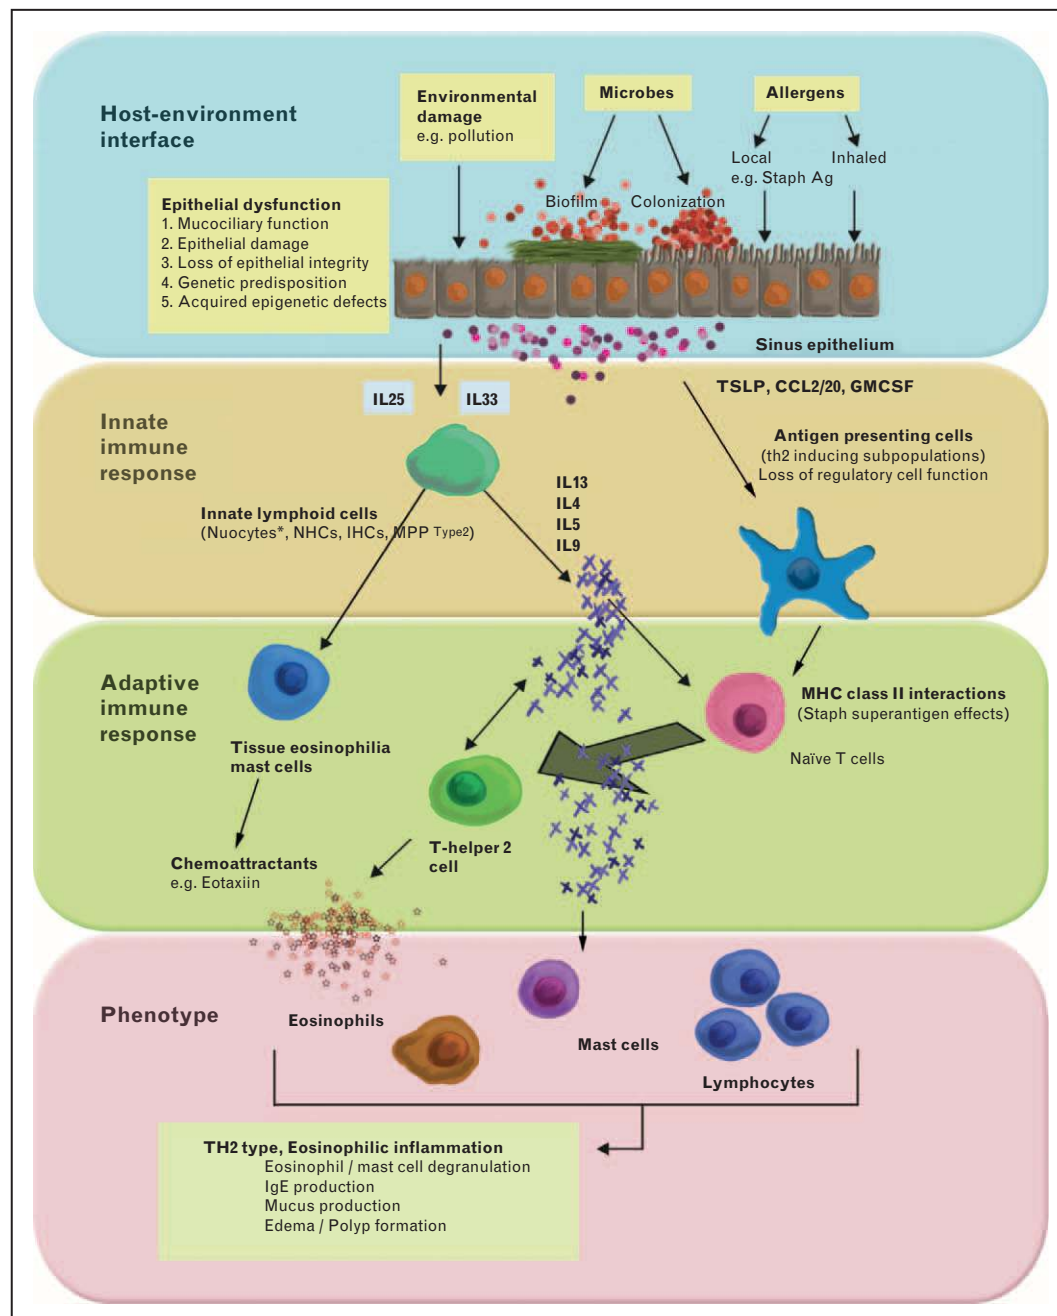 Host-environment
interface
Environmental
damage
e.g. pollution
Microbes
Allergens
Local
e.g. Staph Ag
Inhaled
Biofilm
Colonization
Epithelial dysfunction
1. Mucociliary function
2. Epithelial damage
3. Loss of epithelial integrity
4. Genetic predisposition
5. Acquired epigenetic defects
Sinus epithelium
Innate
immune
response
IL25
IL33
TSLP, CCL2/20, GMCSF
Antigen presenting cells
(th2 inducing subpopulations)
Loss of regulatory cell function
Innate lymphoid cells
(Nuocytes*, NHCs, IHCs, MPP Type2)
IL13
IL4
IL5
IL9
Adaptive
immune
response
MHC class II interactions
(Staph superantigen effects)
Naïve T cells
Tissue eosinophilia
mast cells
T-helper 2
cell
Chemoattractants
e.g. Eotaxiin
Phenotype
Eosinophils
Mast cells
Lymphocytes
TH2 type, Eosinophilic inflammation
Eosinophil / mast cell degranulation
IgE production
Mucus production
Edema / Polyp formation